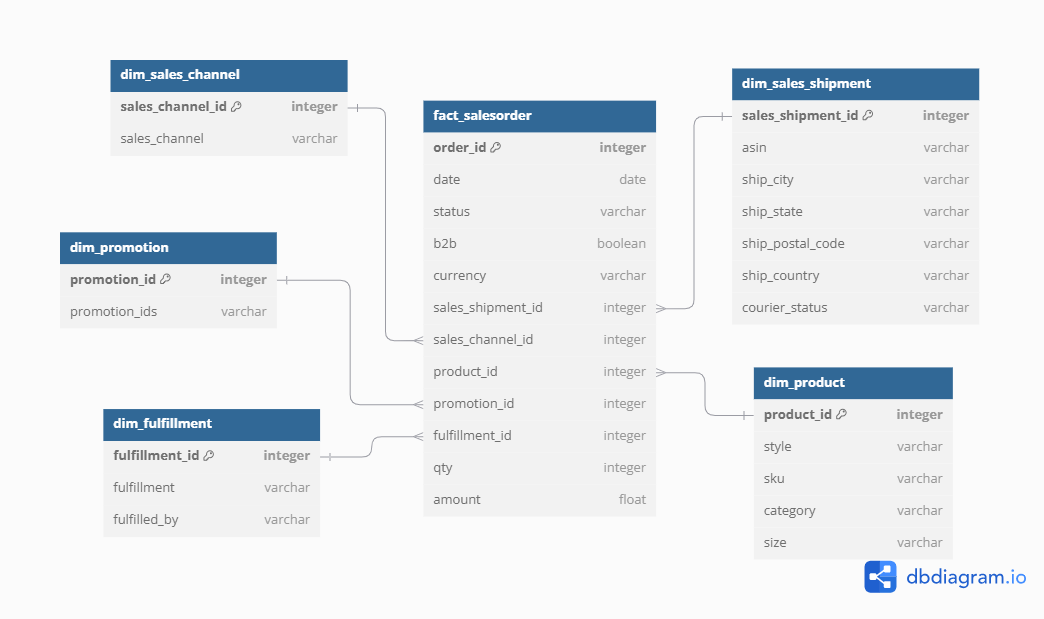 dim_sales_channel
sales_channel_id integer
sales_channel varchar
dim_promotion
promotion_id integer
promotion_ids varchar
dim_fulfillment
fulfillment_id integer
fulfillment varchar
fulfilled_by varchar
fact_salesorder
order_id integer
date date
status varchar
b2b boolean
currency varchar
sales_shipment_id integer
sales_channel_id integer
product_id integer
promotion_id integer
fulfillment_id integer
qty integer
amount float
dim_sales_shipment
sales_shipment_id integer
asin varchar
ship_city varchar
ship_state varchar
ship_postal_code varchar
ship_country varchar
courier_status varchar
dim_product
product_id integer
style varchar
sku varchar
category varchar
size varchar
dbdiagram.io